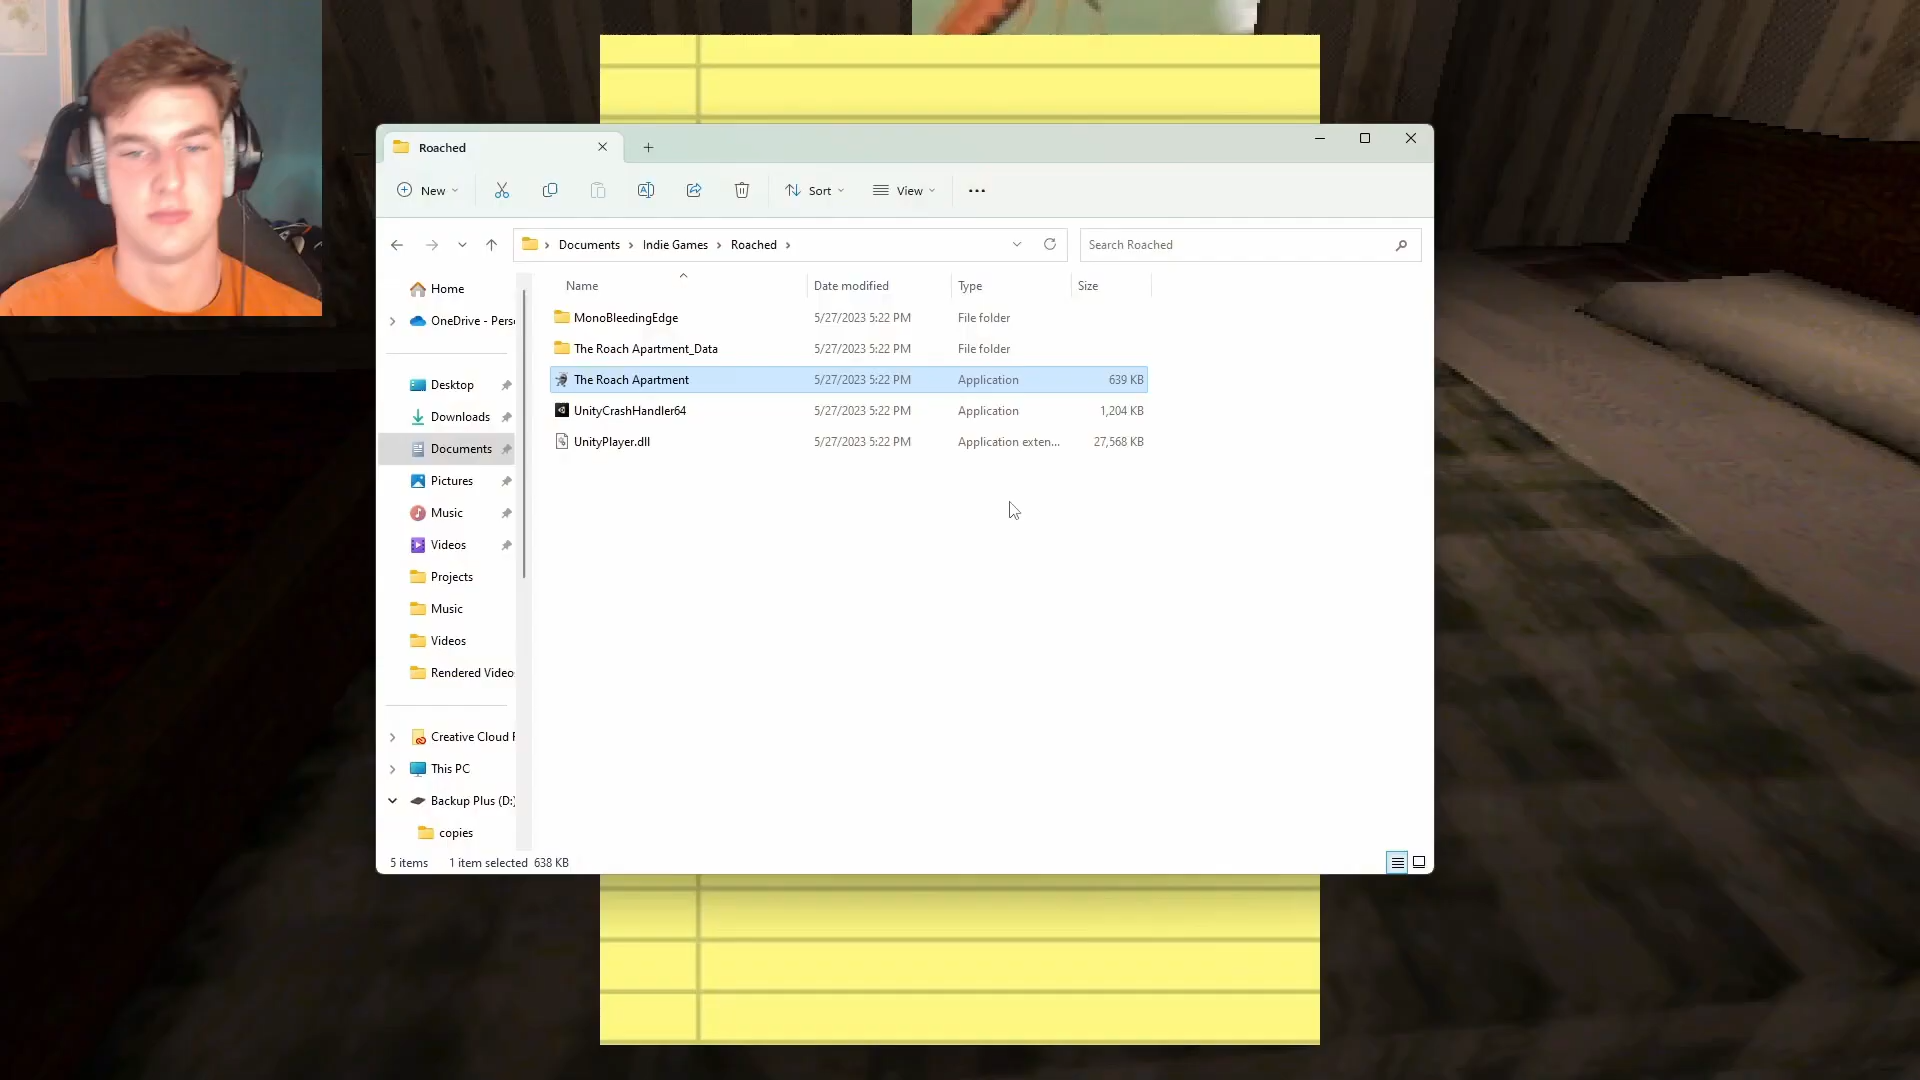 Roached
New
Sort
View
Documents
Indie Games
Roached
Search Roached
Name
Date modified
Type
Size
MonoBleedingEdge
5/27/2023 5:22 PM
File folder
The Roach Apartment_Data
5/27/2023 5:22 PM
File folder
The Roach Apartment
5/27/2023 5:22 PM
Application
639 KB
UnityCrashHandler64
5/27/2023 5:22 PM
Application
1,204 KB
UnityPlayer.dll
5/27/2023 5:22 PM
Application exten...
27,568 KB
Home
OneDrive - Pers
Desktop
Downloads
Documents
Pictures
Music
Videos
Projects
Music
Videos
Rendered Video
Creative Cloud F
This PC
Backup Plus (D:)
copies
5 items
1 item selected 638 KB